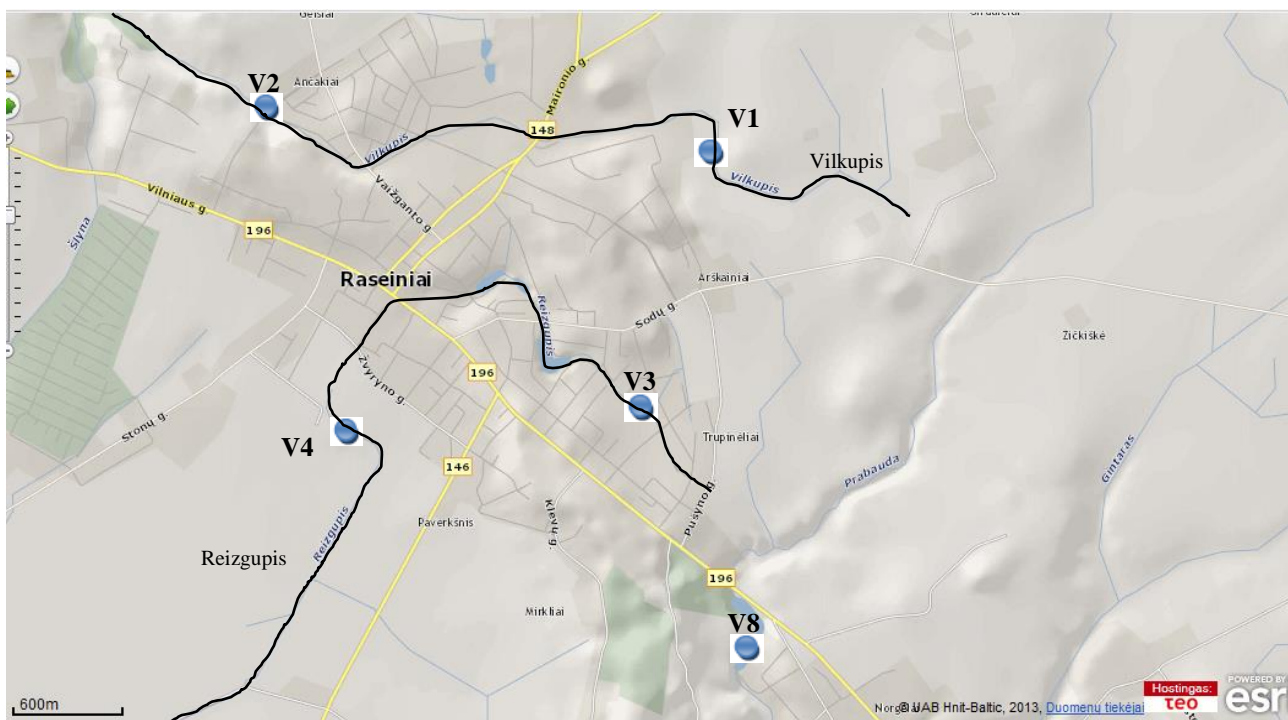 Ančakiai
V2
V1
148
Maironio g.
Vilkupis
Vilkupis
Vilkupis
Vaižganto g.
Vilniaus g.
196
Šlyna
Raseiniai
Arškainiai
Reizgupis
Sodų g.
Žičkiškė
196
V3
Žvyryno g.
Stonų g.
V4
Trupinėliai
146
Prabauda
Gintaras
Pušyno g.
Paverkšnis
Klevų g.
Reizgupis
Reizgupis
196
Mirkliai
V8
600m
© UAB Hnit-Baltic, 2013, Duomenų tiekėjai
Hostingas:
teo
POWERED BY
esri